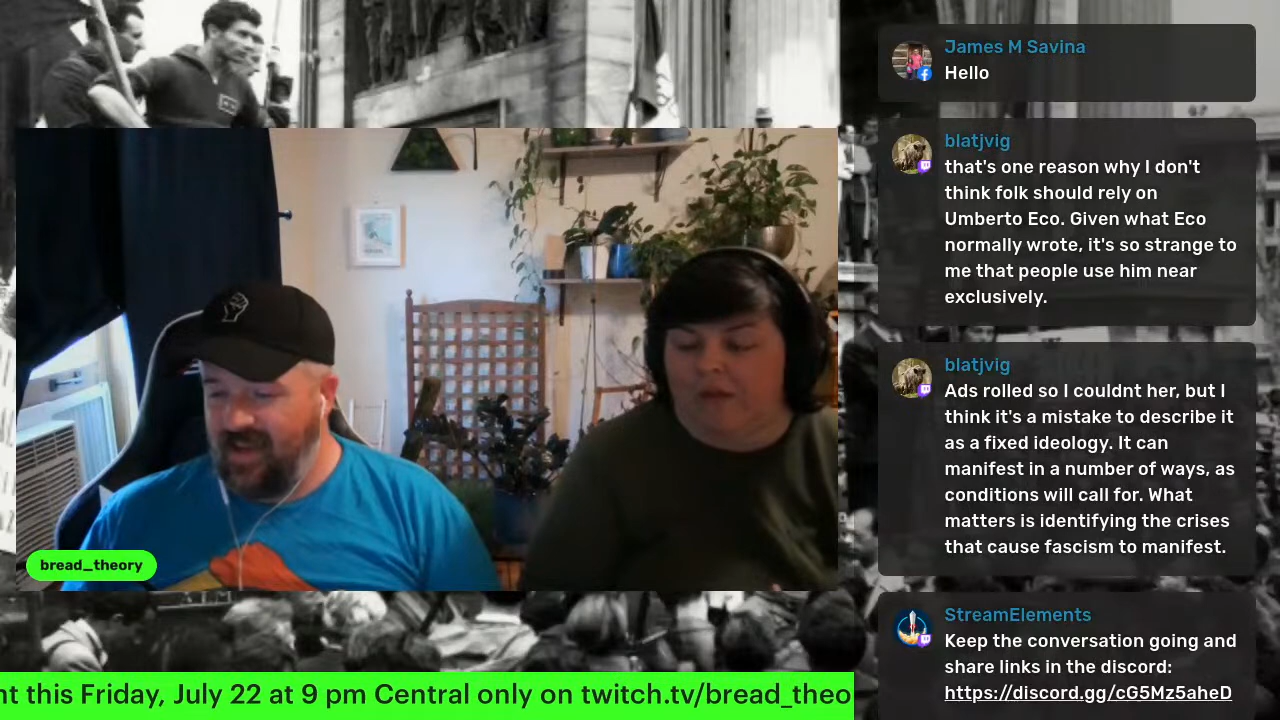 James M Savina
Hello
blatjvig
that's one reason why I don't
think folk should rely on
Umberto Eco. Given what Eco
normally wrote, it's so strange to
me that people use him near
exclusively.
blatjvig
Ads rolled so I couldnt her, but I
think it's a mistake to describe it
as a fixed ideology. It can
manifest in a number of ways, as
conditions will call for. What
matters is identifying the crises
that cause fascism to manifest.
StreamElements
Keep the conversation going and
share links in the discord:
https://discord.gg/cG5Mz5aheD
bread_theory
nt this Friday, July 22 at 9 pm Central only on twitch.tv/bread_theo